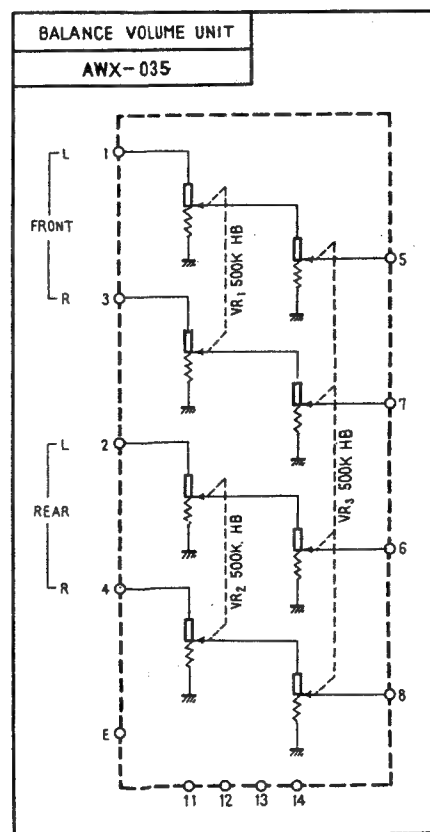 BALANCE VOLUME UNIT
AWX-035
L 1
FRONT
R 3
VR₁ 500K HB
5
7
L 2
REAR
R 4
VR₂ 500K HB
VR₃ 500K HB
6
8
E
11 12 13 14